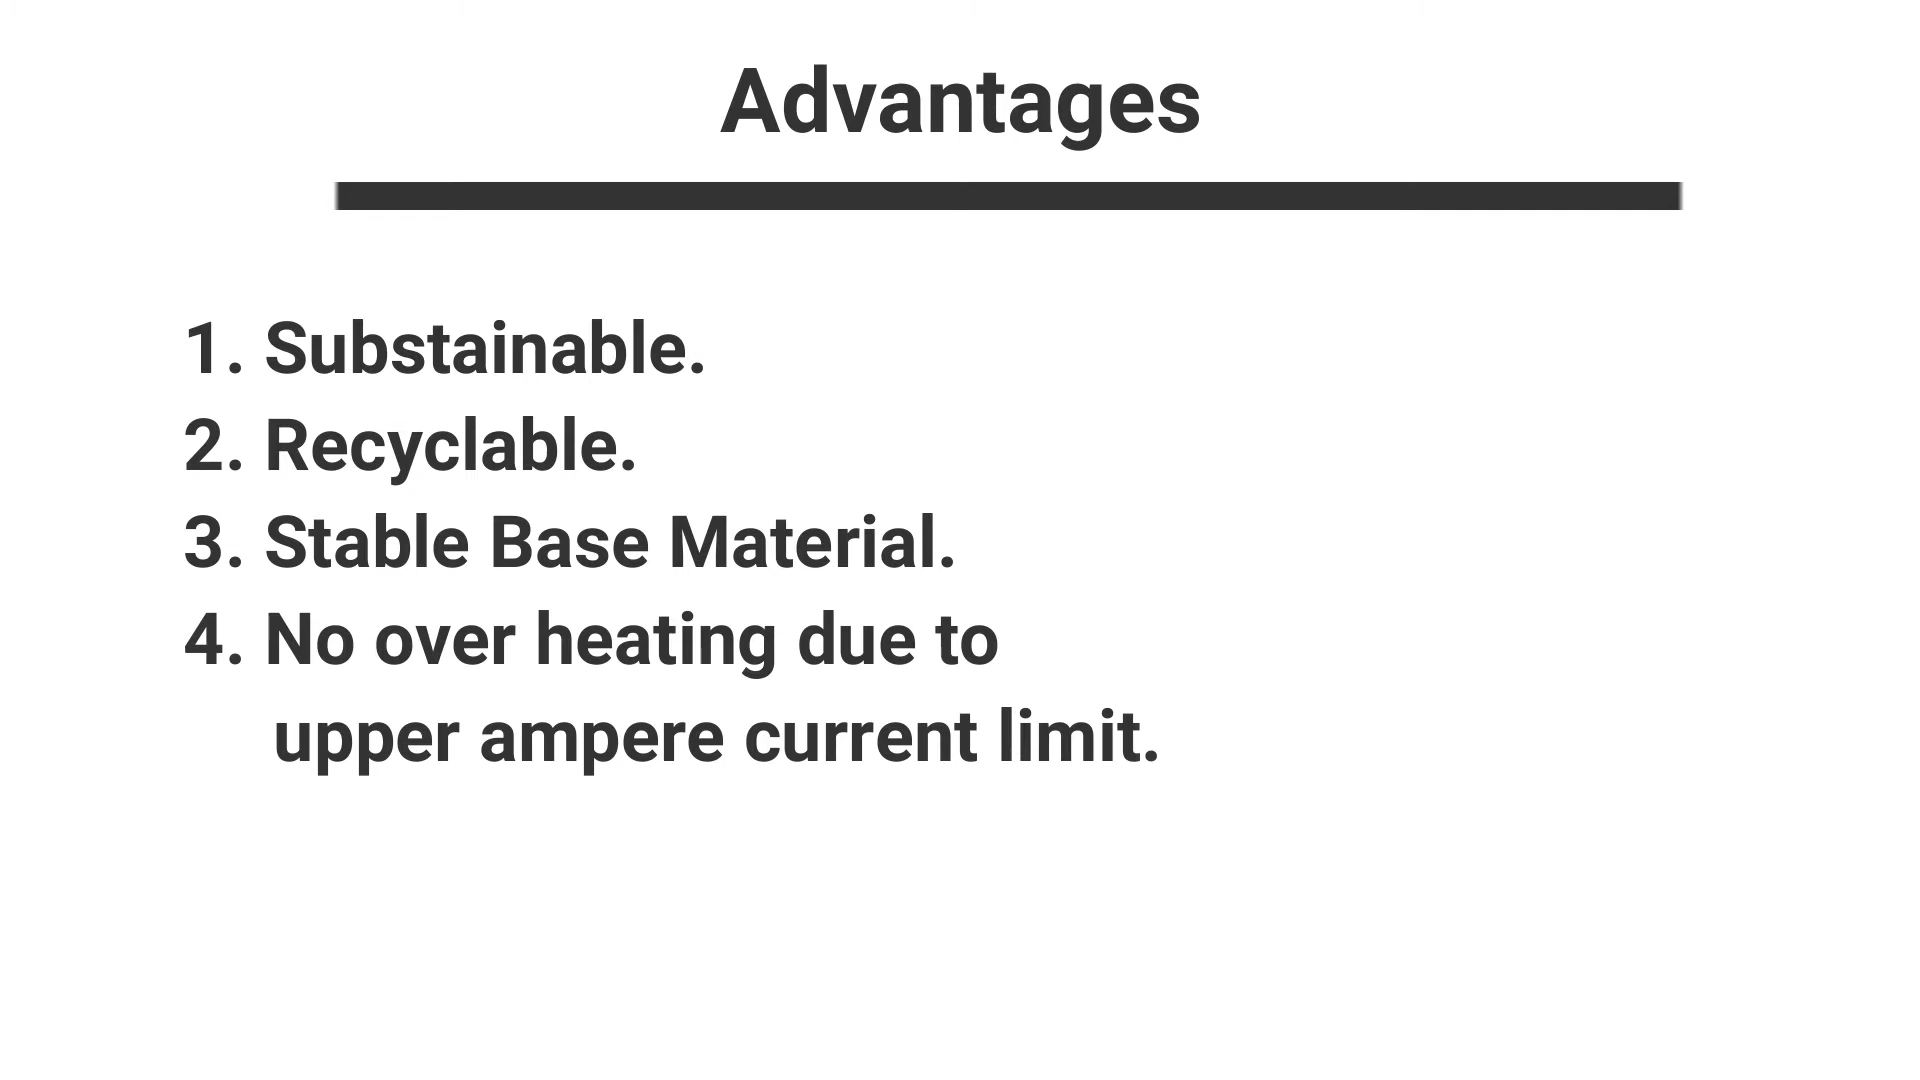 Advantages
1. Substainable.
2. Recyclable.
3. Stable Base Material.
4. No over heating due to
upper ampere current limit.